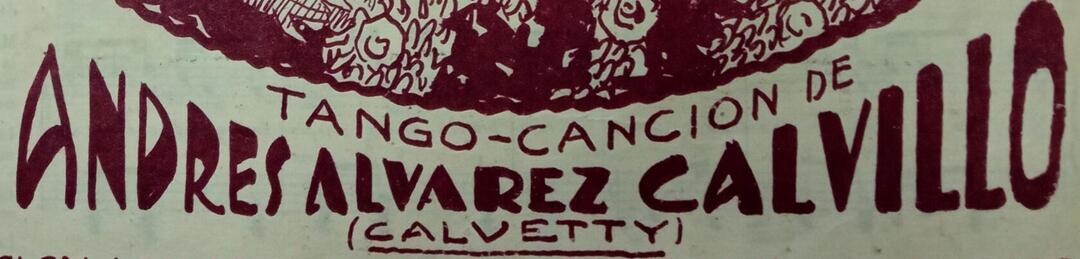 TANGO-CANCION DE
ANDRES ALVAREZ CALVILLO
(CALVETTY)